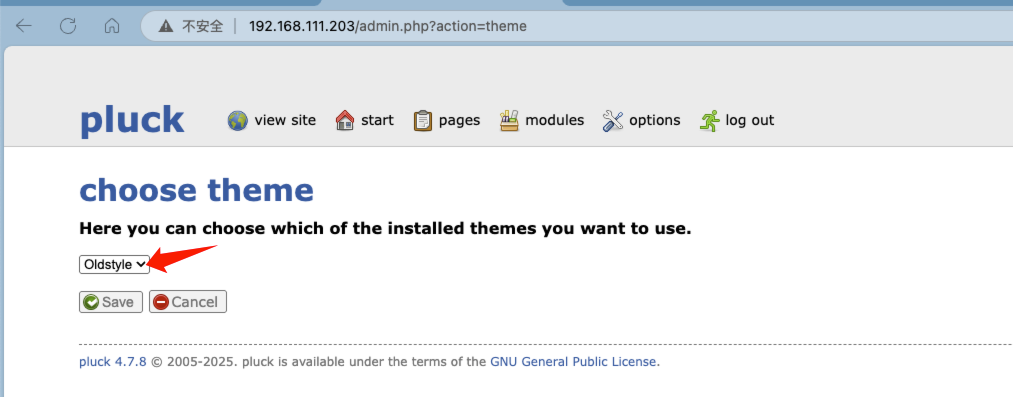 不安全 192.168.111.203/admin.php?action=theme
pluck view site start pages modules options log out
choose theme
Here you can choose which of the installed themes you want to use.
Oldstyle
Save Cancel
pluck 4.7.8 © 2005-2025. pluck is available under the terms of the GNU General Public License.